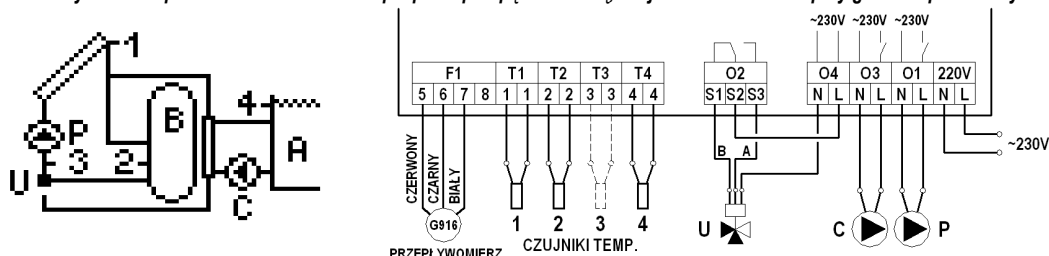 ~230V ~230V ~230V
F1 T1 T2 T3 T4 O2 O4 O3 O1 220V
5 6 7 8 1 1 2 2 3 3 4 4 S1 S2 S3 N L N L N L N L
1
4
B
P
A
3 2
U
C
CZERWONY
CZARNY
BIAŁY
B A
~230V
G916
1 2 3 4
U C P
PRZEPŁYWOMIERZ
CZUJNIKI TEMP.